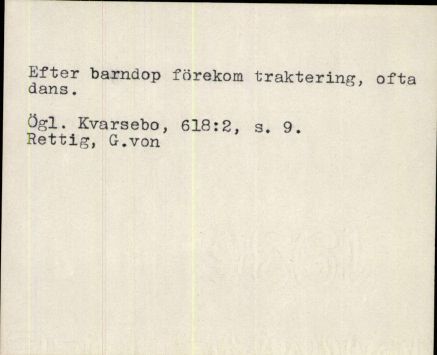 Efter barndop förekom traktering, ofta
dans.
Ögl. Kvarsebo, 618:2, s. 9.
Rettig, G.von